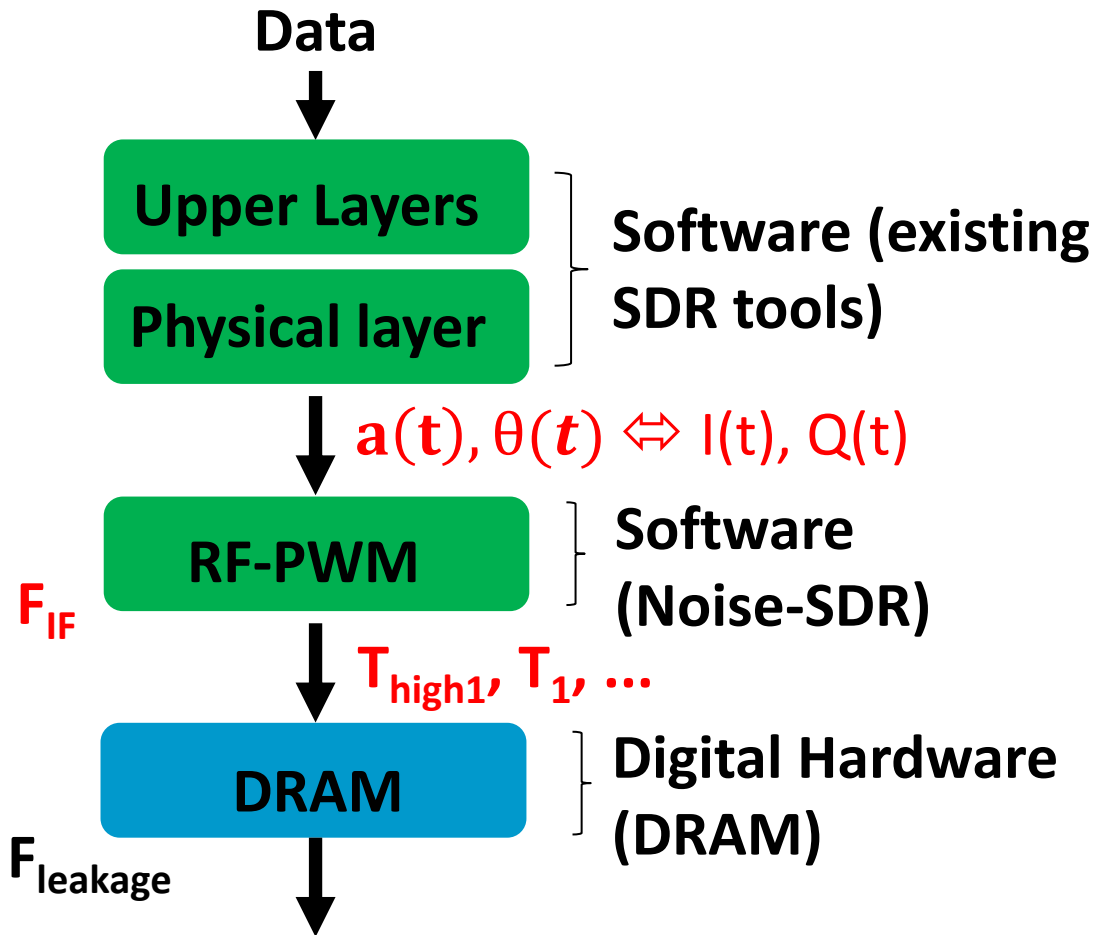 Data
Upper Layers
Software (existing
SDR tools)
Physical layer
a(t), θ(t) ⬄ I(t), Q(t)
RF-PWM
Software
(Noise-SDR)
F_IF
T_high1, T_1, ...
DRAM
Digital Hardware
(DRAM)
F_leakage